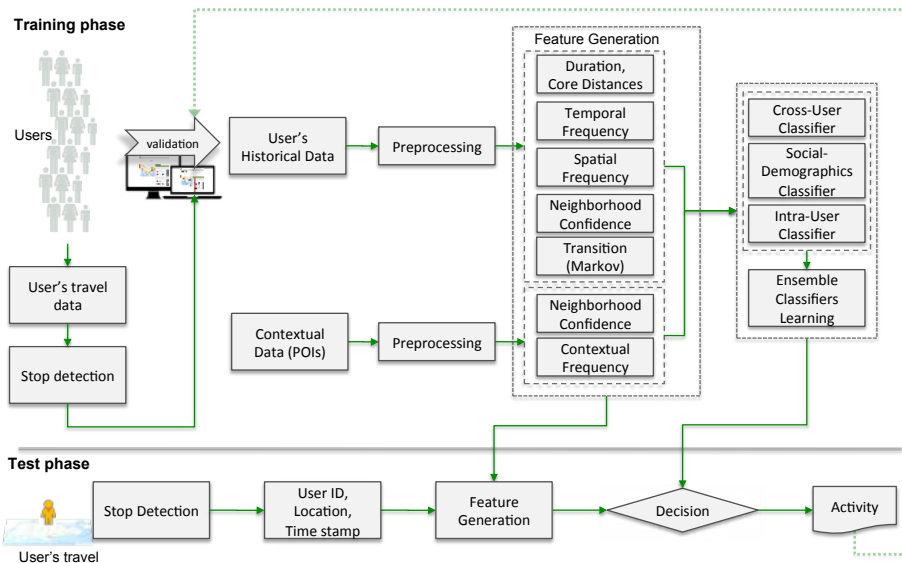 Training phase
Users
validation
User's
Historical Data
Preprocessing
Feature Generation
Duration,
Core Distances
Temporal
Frequency
Spatial
Frequency
Neighborhood
Confidence
Transition
(Markov)
Cross-User
Classifier
Social-
Demographics
Classifier
Intra-User
Classifier
Ensemble
Classifiers
Learning
User's travel
data
Stop detection
Contextual
Data (POIs)
Preprocessing
Neighborhood
Confidence
Contextual
Frequency
Test phase
User's travel
Stop Detection
User ID,
Location,
Time stamp
Feature
Generation
Decision
Activity